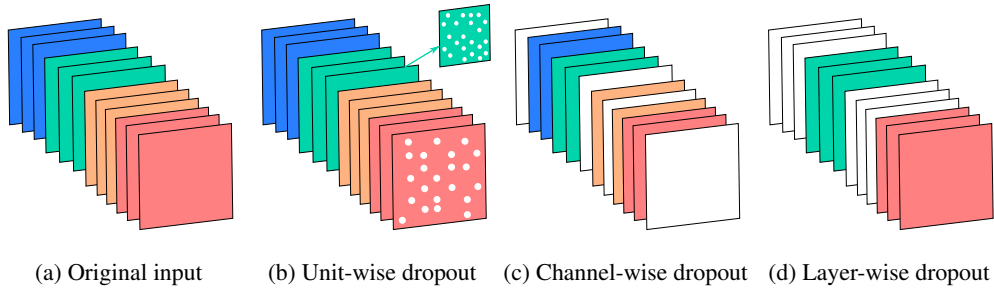 (a) Original input
(b) Unit-wise dropout
(c) Channel-wise dropout
(d) Layer-wise dropout